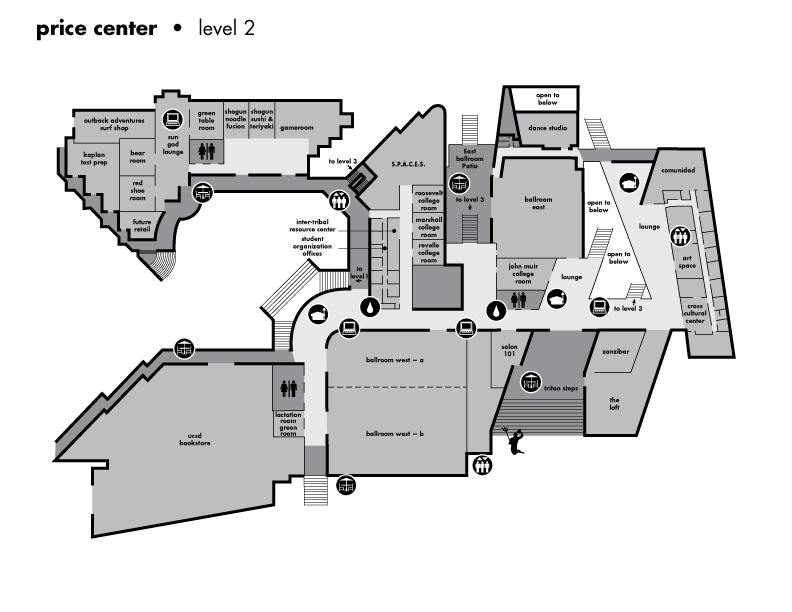 price center • level 2
open to
below
outback adventures
surf shop
green
table
room
shogun
noodle
fusion
shogun
sushi &
teriyaki
gameroom
dance studio
sun
god
lounge
kaplan
test prep
bear
room
red
shoe
room
future
retail
to level 3
S.P.A.C.E.S.
East
ballroom
Patio
to level 3
comunidad
roosevelt
college
room
marshall
college
room
revelle
college
room
ballroom
east
open to
below
lounge
inter-tribal
resource center
student
organization
offices
to
level 1
john muir
college
room
lounge
open to
below
art
space
to level 3
cross
cultural
center
ballroom west – a
salon
101
zanzibar
triton steps
the
loft
lactation
room
green
room
ucsd
bookstore
ballroom west – b